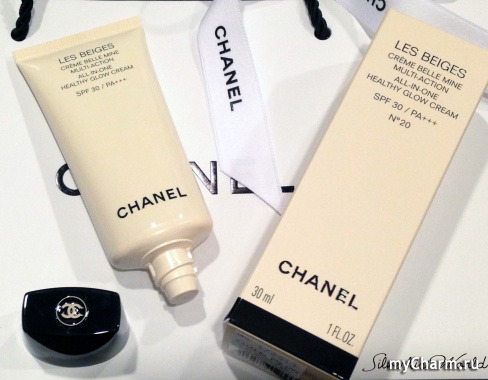 LES BEIGES
CRÈME BELLE MINE
MULTI-ACTION
ALL-IN-ONE
HEALTHY GLOW CREAM
SPF 30 / PA+++
CHANEL
CHANEL
CHANEL
LES BEIGES
CRÈME BELLE MINE
MULTI-ACTION
ALL-IN-ONE
HEALTHY GLOW CREAM
SPF 30 / PA+++
N°20
CHANEL
30 ml
1 FL.OZ.
myCharm.ru